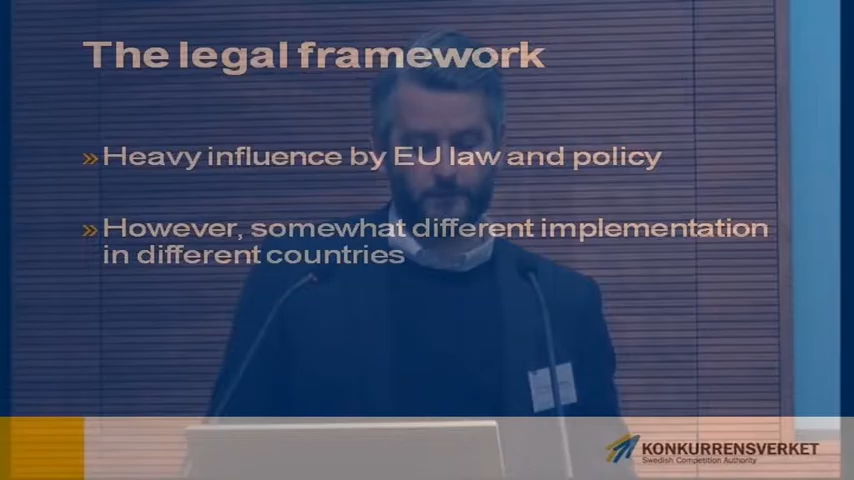 The legal framework
» Heavy influence by EU law and policy
» However, somewhat different implementation
in different countries
KONKURRENSVERKET
Swedish Competition Authority